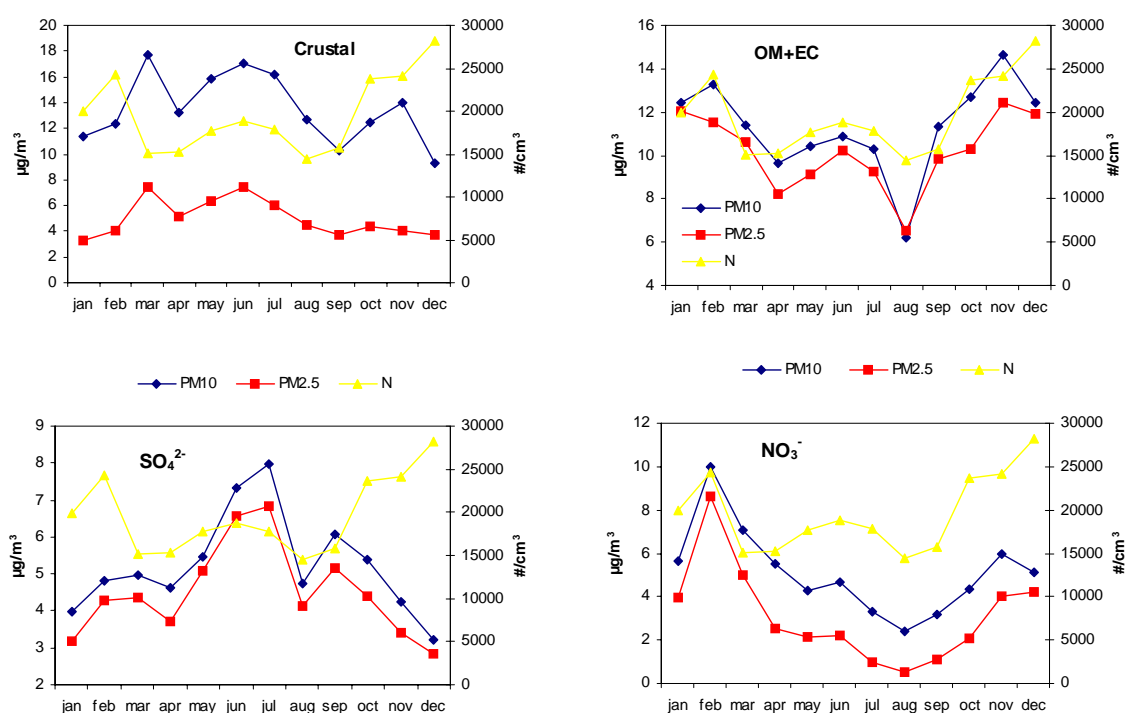 Crustal
µg/m³
20
18
16
14
12
10
8
6
4
2
0
30000
25000
20000
15000
10000
5000
0
#/cm³
jan feb mar apr may jun jul aug sep oct nov dec
OM+EC
µg/m³
16
14
12
10
8
6
4
30000
25000
20000
15000
10000
5000
0
#/cm³
PM10
PM2.5
N
jan feb mar apr may jun jul aug sep oct nov dec
PM10 PM2.5 N
SO₄²⁻
µg/m³
9
8
7
6
5
4
3
2
30000
25000
20000
15000
10000
5000
0
#/cm³
jan feb mar apr may jun jul aug sep oct nov dec
PM10 PM2.5 N
NO₃⁻
µg/m³
12
10
8
6
4
2
0
30000
25000
20000
15000
10000
5000
0
#/cm³
jan feb mar apr may jun jul aug sep oct nov dec